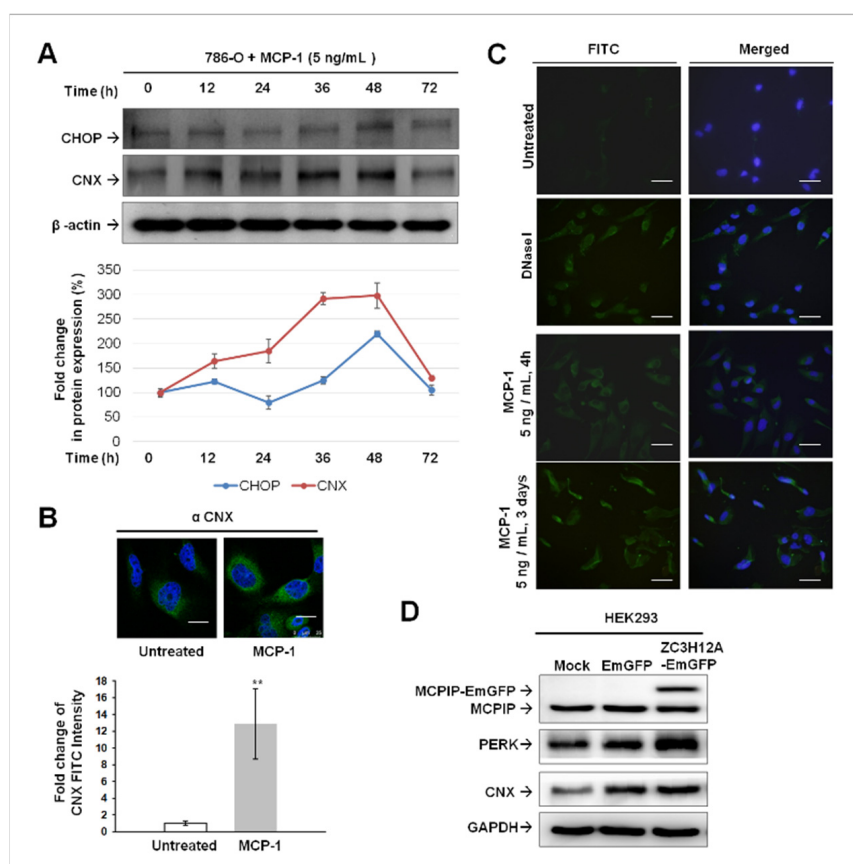 A
786-O + MCP-1 (5 ng/mL )
Time (h) 0 12 24 36 48 72
CHOP →
CNX →
β -actin →
Fold change
in protein expression (%)
350
300
250
200
150
100
50
0
Time (h) 0 12 24 36 48 72
CHOP CNX
B
α CNX
Untreated MCP-1
Fold change of
CNX FITC Intensity
18
16
14
12
10
8
6
4
2
0
**
Untreated MCP-1
C
FITC Merged
Untreated
DNaseI
MCP-1
5 ng / mL, 4h
MCP-1
5 ng / mL, 3 days
D
HEK293
Mock EmGFP ZC3H12A
-EmGFP
MCPIP-EmGFP →
MCPIP →
PERK →
CNX →
GAPDH →